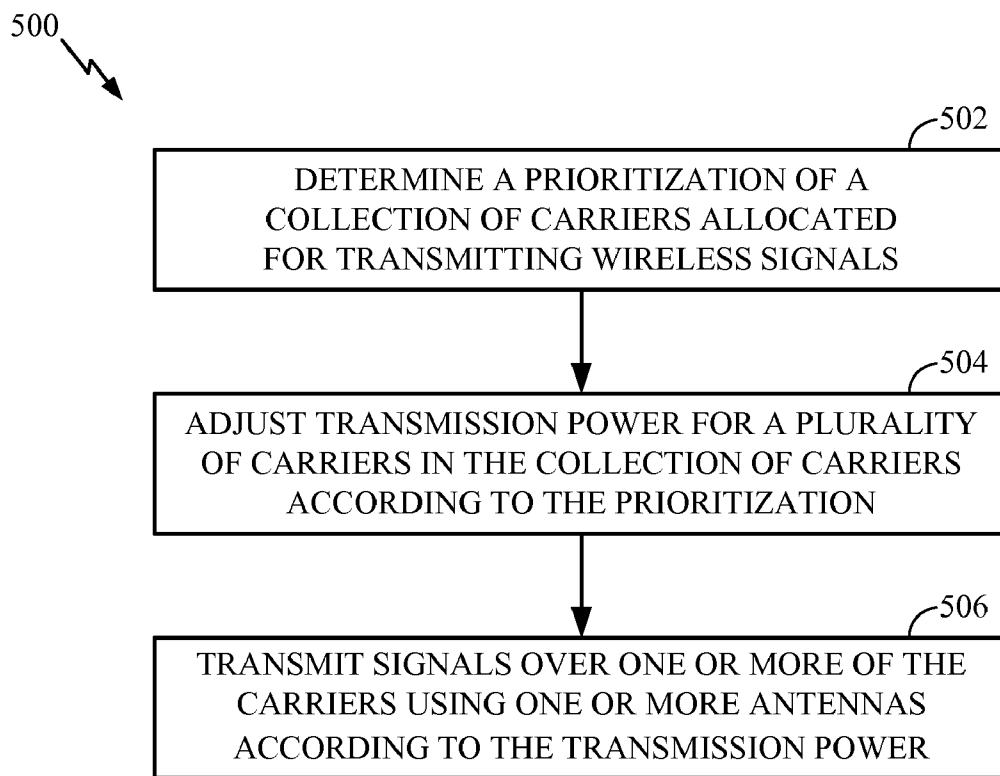 500
502
DETERMINE A PRIORITIZATION OF A
COLLECTION OF CARRIERS ALLOCATED
FOR TRANSMITTING WIRELESS SIGNALS
504
ADJUST TRANSMISSION POWER FOR A PLURALITY
OF CARRIERS IN THE COLLECTION OF CARRIERS
ACCORDING TO THE PRIORITIZATION
506
TRANSMIT SIGNALS OVER ONE OR MORE OF THE
CARRIERS USING ONE OR MORE ANTENNAS
ACCORDING TO THE TRANSMISSION POWER